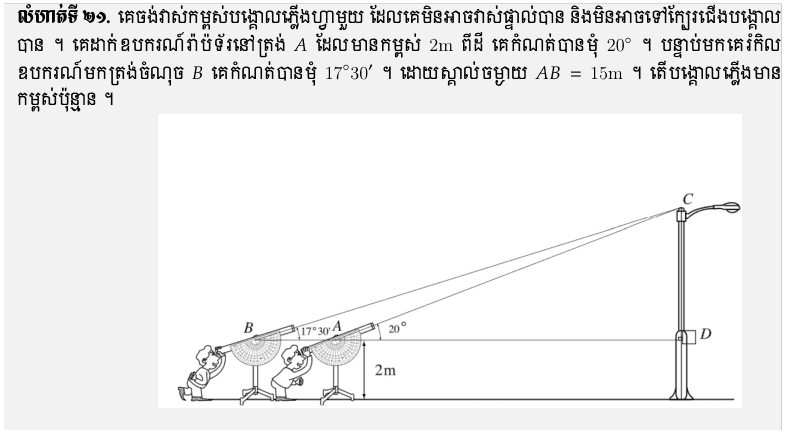 លំហាត់ទី ២១. គេចង់វាស់កម្ពស់បង្គោលភ្លើងហ្វាមួយ ដែលគេមិនអាចវាស់ផ្ទាល់បាន និងមិនអាចទៅក្បែរជើងបង្គោល
បាន ។ គេដាក់ឧបករណ៍រ៉ាប៉ទ័រនៅត្រង់ A ដែលមានកម្ពស់ 2m ពីដី គេកំណត់បានមុំ 20° ។ បន្ទាប់មកគេរំកិល
ឧបករណ៍មកត្រង់ចំណុច B គេកំណត់បានមុំ 17°30′ ។ ដោយស្គាល់ចម្ងាយ AB = 15m ។ តើបង្គោលភ្លើងមាន
កម្ពស់ប៉ុន្មាន ។
C
B 17°30′ A 20° D
2m